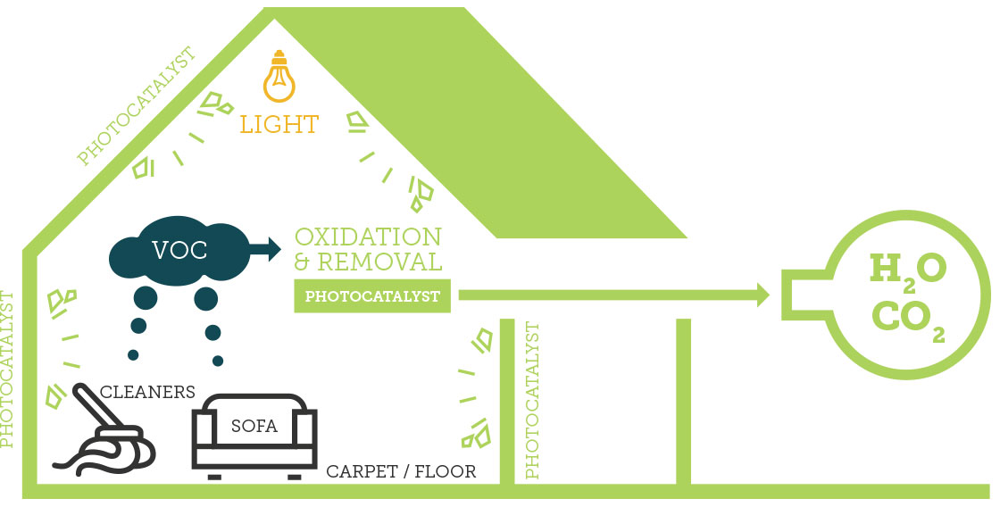 PHOTOCATALYST
LIGHT
VOC
OXIDATION
& REMOVAL
PHOTOCATALYST
H₂O
CO₂
PHOTOCATALYST
PHOTOCATALYST
CLEANERS
SOFA
CARPET / FLOOR